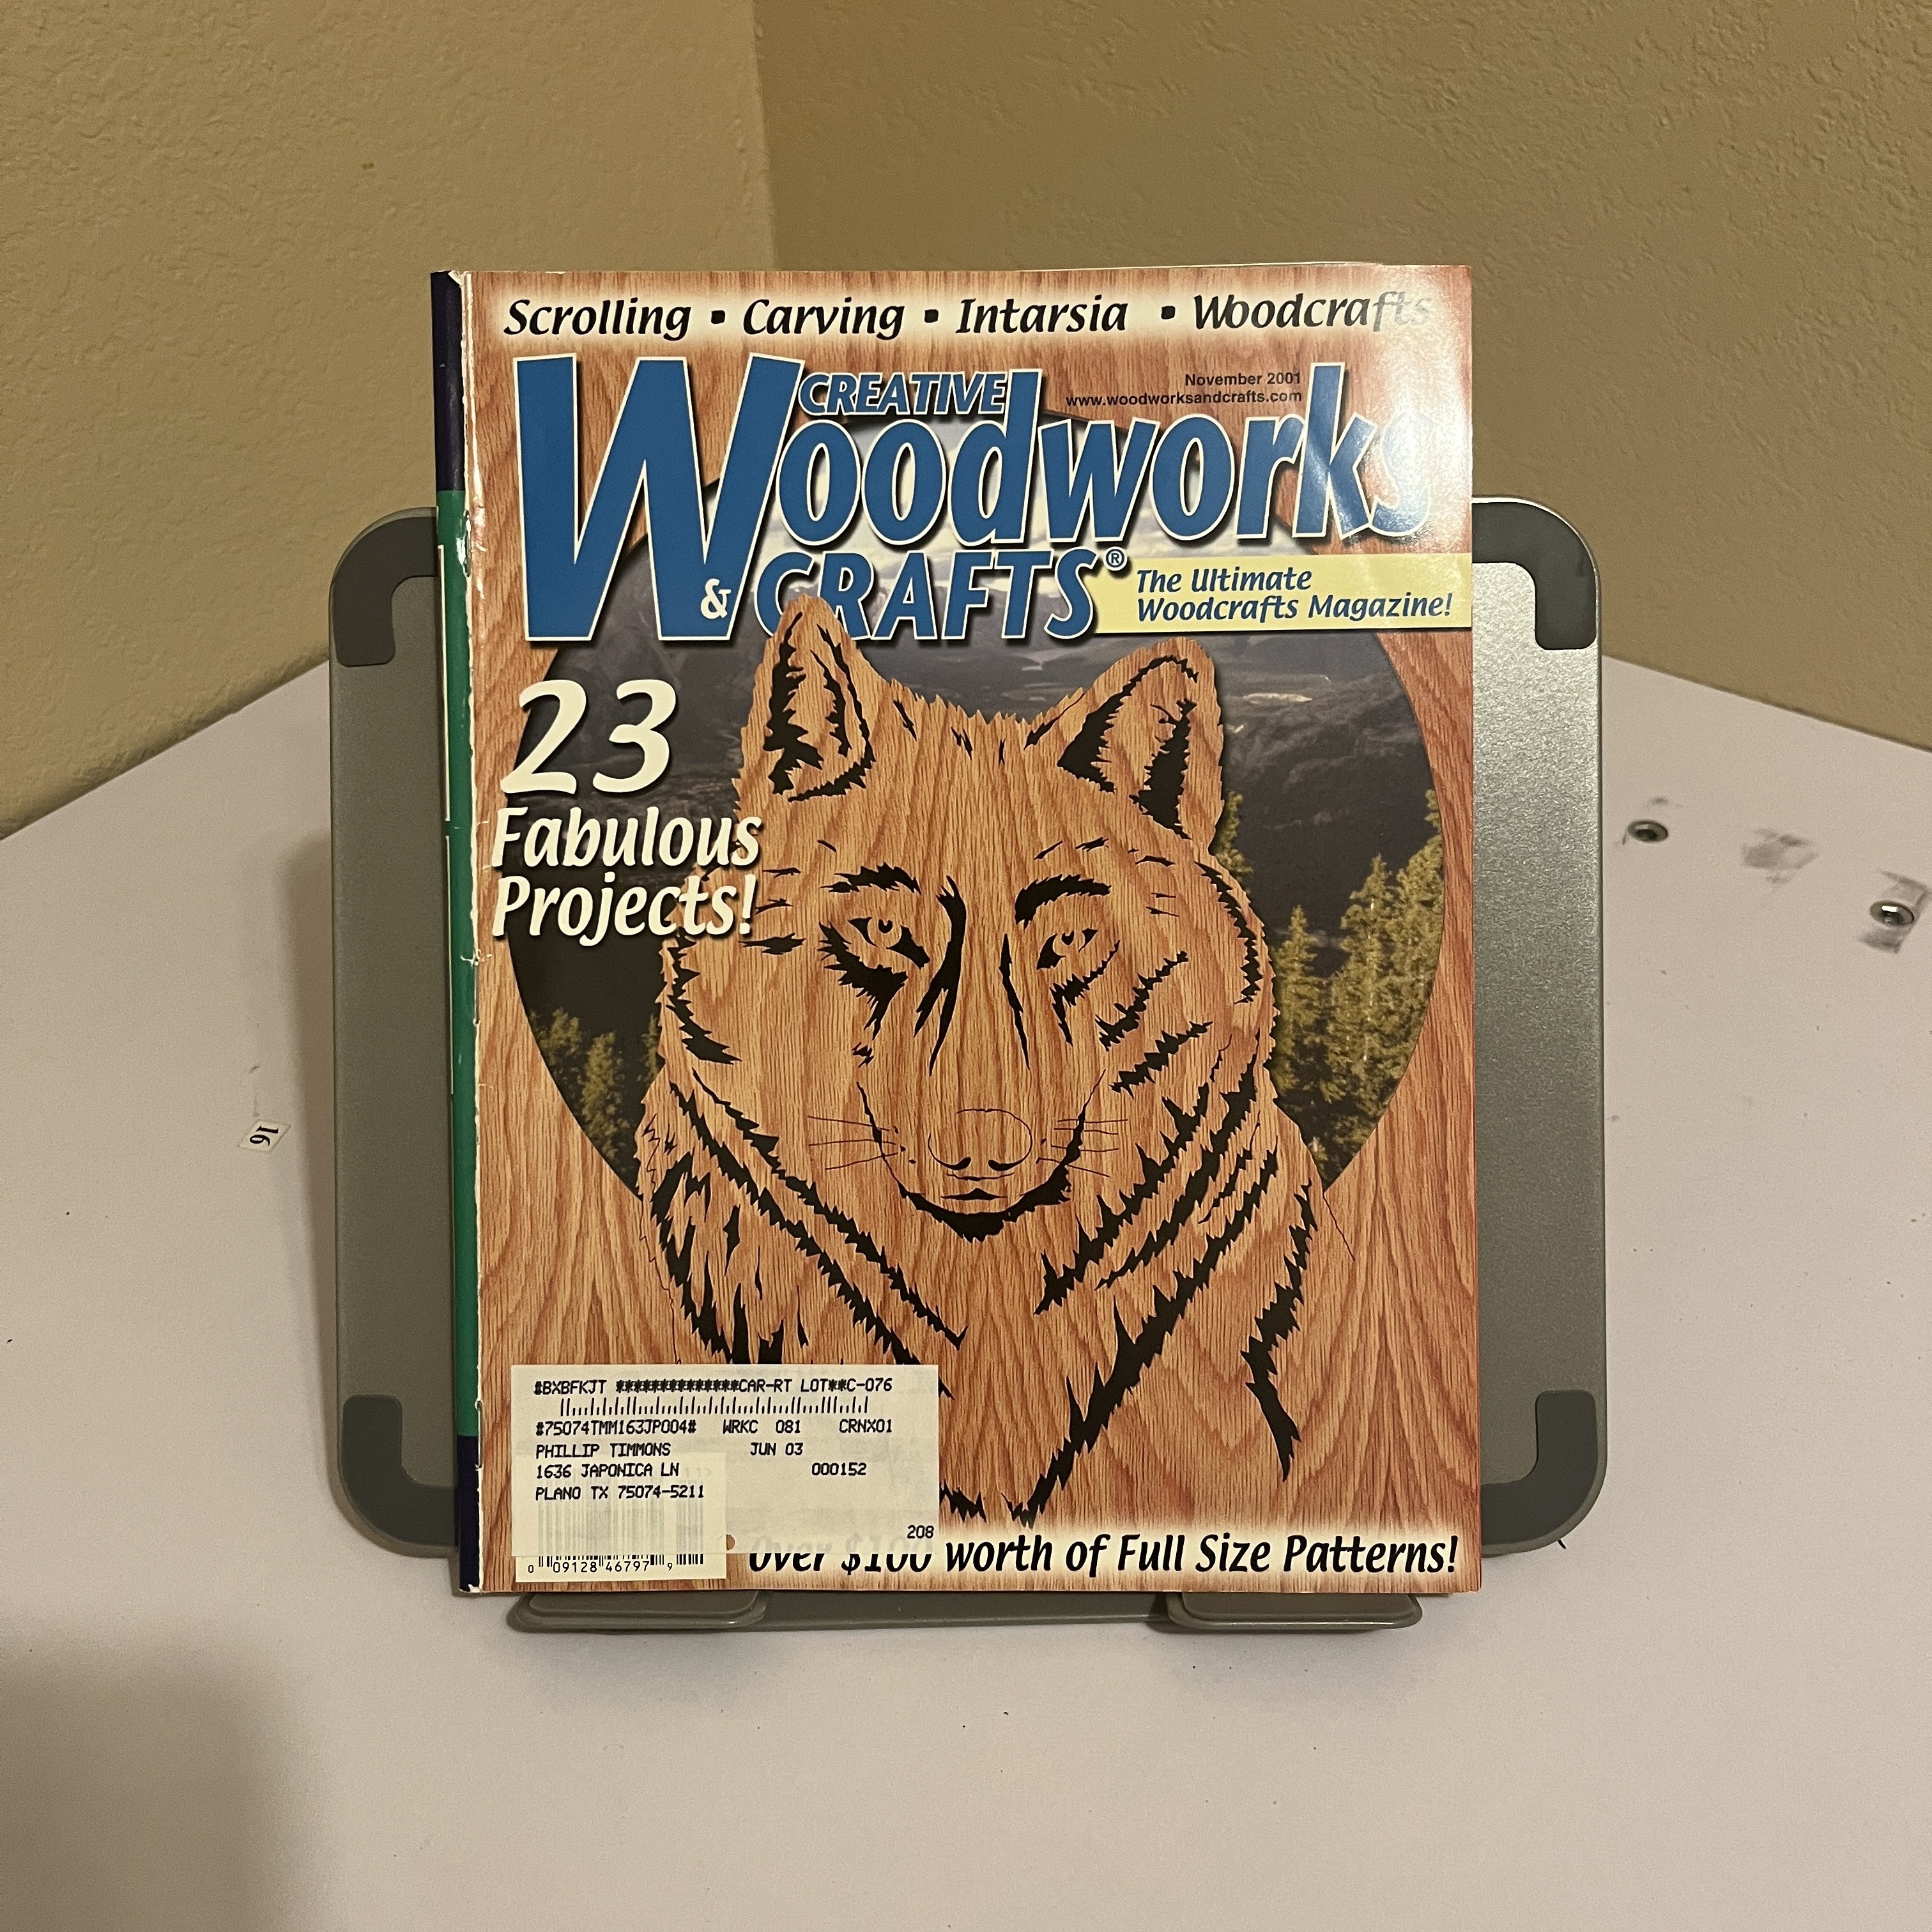 Scrolling • Carving • Intarsia • Woodcrafts
November 2001
www.woodworksandcrafts.com
CREATIVE
Woodworks
& CRAFTS®
The Ultimate
Woodcrafts Magazine!
23
Fabulous
Projects!
16
#BXBFKJT **************CAR-RT LOT**C-076
#75074TMM163JP004# WRKC 081 CRNX01
PHILLIP TIMMONS JUN 03
1636 JAPONICA LN 000152
PLANO TX 75074-5211
208
0 09128 46797 9
Over $100 worth of Full Size Patterns!